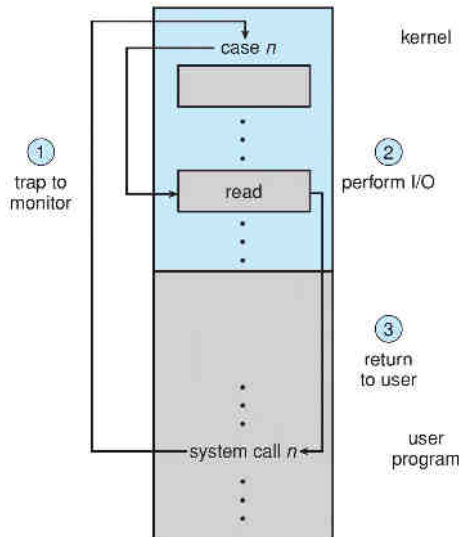 kernel
case n
1
trap to
monitor
2
perform I/O
read
3
return
to user
system call n
user
program